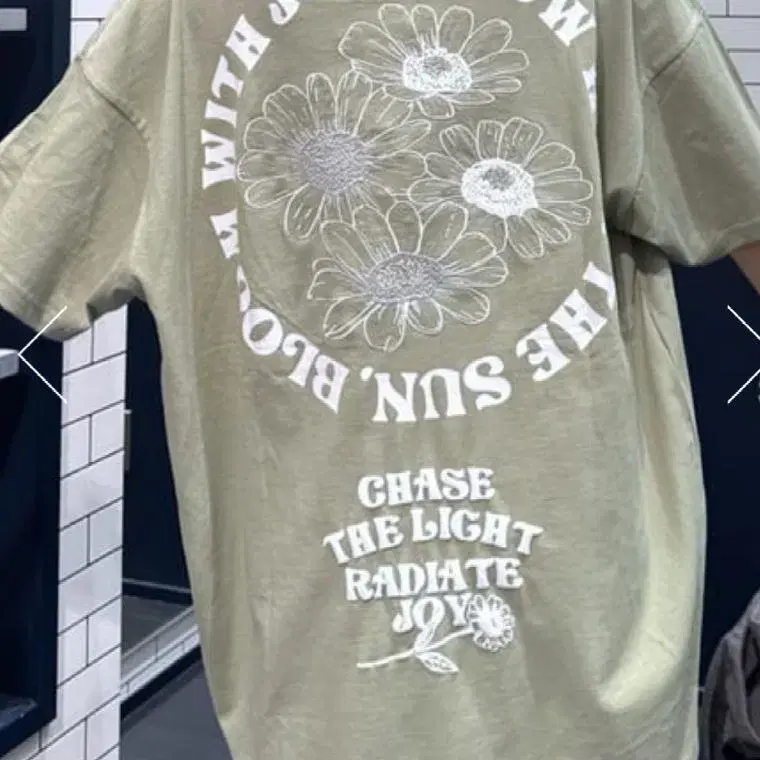 THE SUN, BLOOM WITH
CHASE
THE LIGHT
RADIATE
JOY